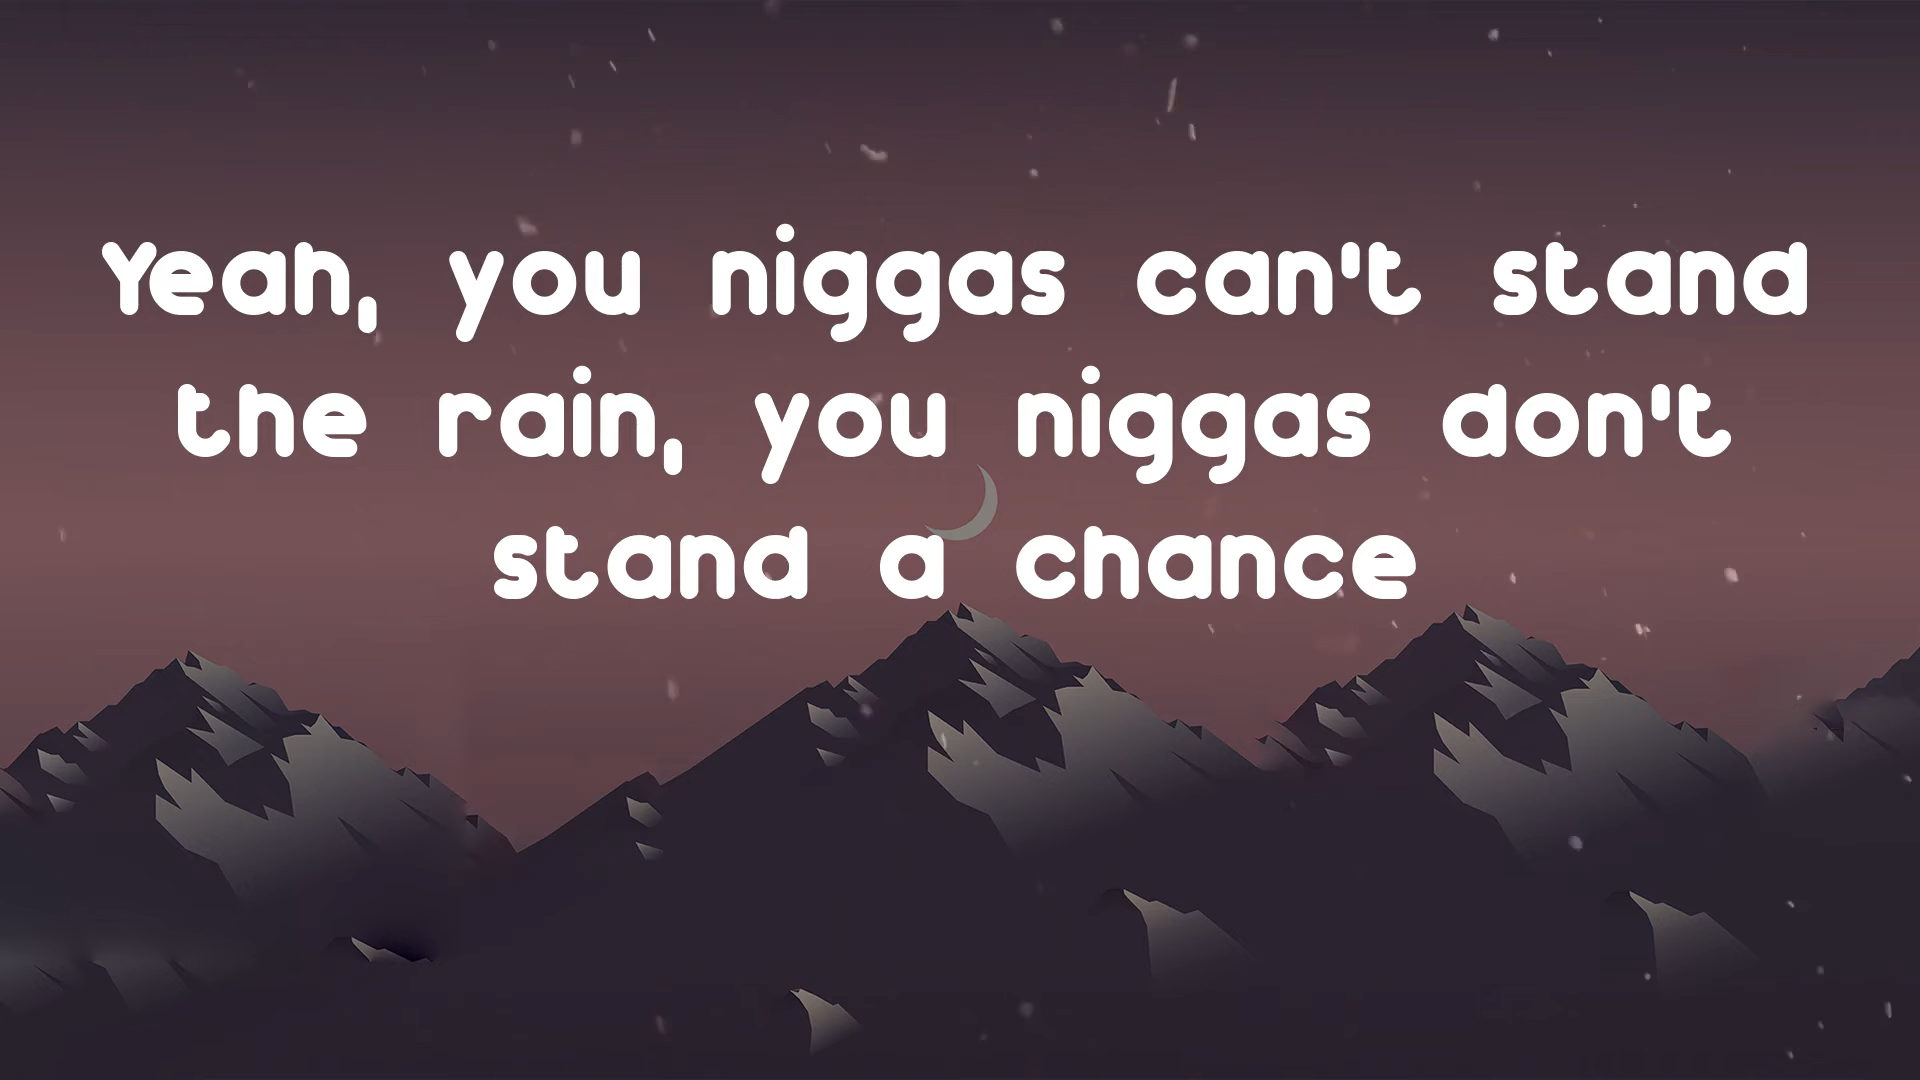 Yeah, you niggas can't stand
the rain, you niggas don't
stand a chance